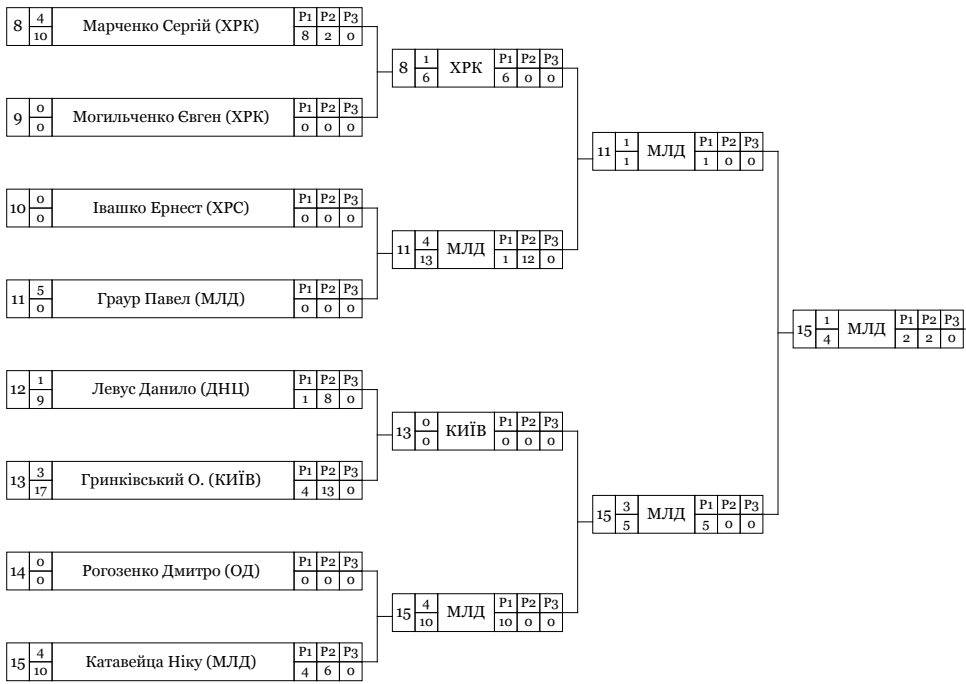 8 4 10 Марченко Сергій (ХРК) P1 P2 P3 8 2 0
8 1 6 ХРК P1 P2 P3 6 0 0
9 0 0 Могильченко Євген (ХРК) P1 P2 P3 0 0 0
11 1 1 МЛД P1 P2 P3 1 0 0
10 0 0 Івашко Ернест (ХРС) P1 P2 P3 0 0 0
11 4 13 МЛД P1 P2 P3 1 12 0
11 5 0 Граур Павел (МЛД) P1 P2 P3 0 0 0
15 1 4 МЛД P1 P2 P3 2 2 0
12 1 9 Левус Данило (ДНЦ) P1 P2 P3 1 8 0
13 0 0 КИЇВ P1 P2 P3 0 0 0
13 3 17 Гринківський О. (КИЇВ) P1 P2 P3 4 13 0
15 3 5 МЛД P1 P2 P3 5 0 0
14 0 0 Рогозенко Дмитро (ОД) P1 P2 P3 0 0 0
15 4 10 МЛД P1 P2 P3 10 0 0
15 4 10 Катавейца Ніку (МЛД) P1 P2 P3 4 6 0